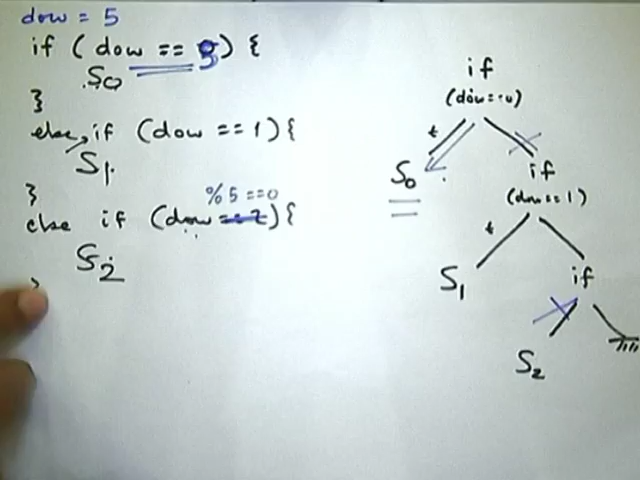 dow = 5
if ( dow == 5 ) {
S0
}
else, if (dow == 1) {
S1
}
% 5 == 0
else if (dow == 2) {
S2
}
if
(dow == 0)
t
S0
if
(dow == 1)
t
S1
if
S2